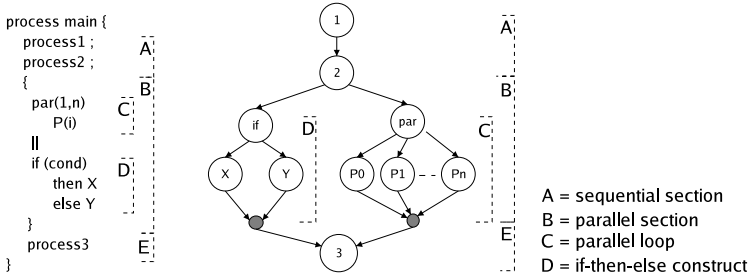 process main {
process1 ;
process2 ;
{
par(1,n)
P(i)
||
if (cond)
then X
else Y
}
process3
}
A
B
C
D
E
1
2
if
par
D
C
X
Y
P0
P1
- -
Pn
3
A
B
E
A = sequential section
B = parallel section
C = parallel loop
D = if-then-else construct